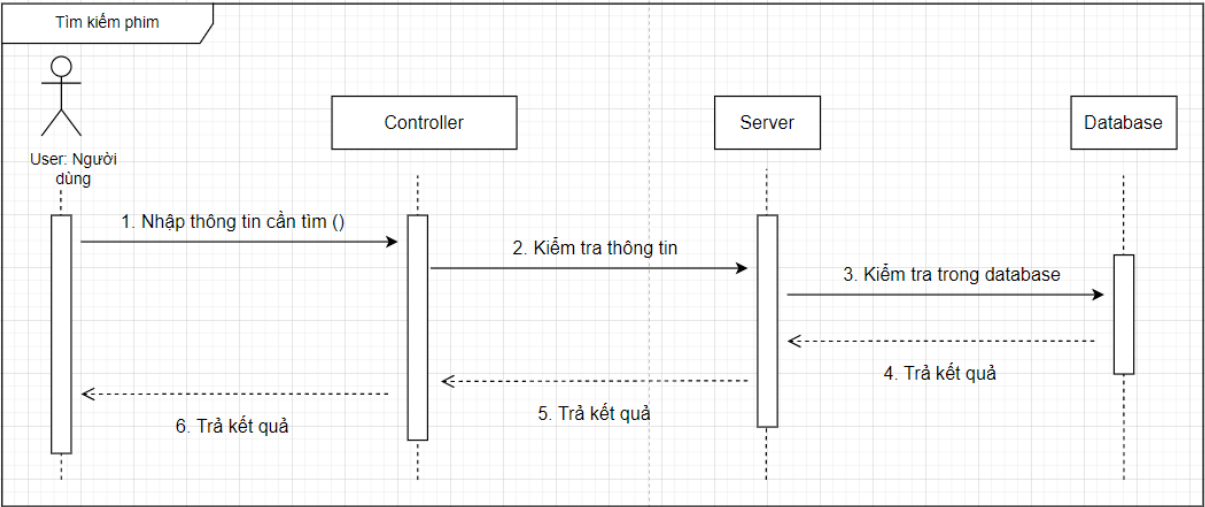 Tìm kiếm phim
Controller
Server
Database
User: Người
dùng
1. Nhập thông tin cần tìm ()
2. Kiểm tra thông tin
3. Kiểm tra trong database
4. Trả kết quả
5. Trả kết quả
6. Trả kết quả